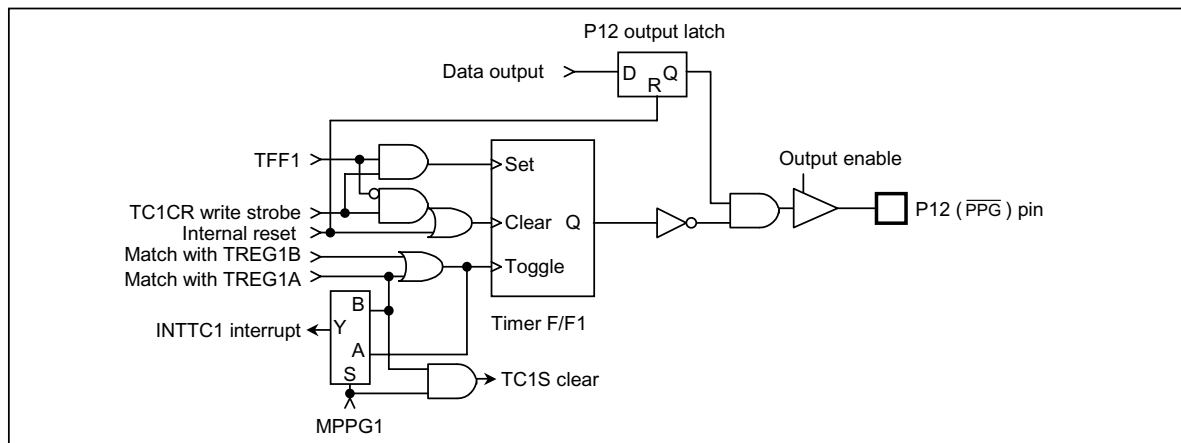 P12 output latch
Data output
D Q
R
TFF1
Set
Output enable
TC1CR write strobe
Clear
Q
P12 (PPG) pin
Internal reset
Match with TREG1B
Toggle
Match with TREG1A
B
INTTC1 interrupt
Y
Timer F/F1
A
S
TC1S clear
MPPG1